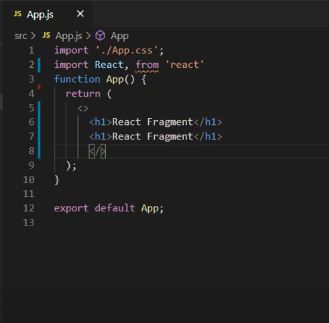 JS App.js ×
src > JS App.js > App
1 import './App.css';
2 import React, from 'react'
3 function App() {
4 return (
5 <>
6 <h1>React Fragment</h1>
7 <h1>React Fragment</h1>
8 </>
9 );
10 }
11
12 export default App;
13